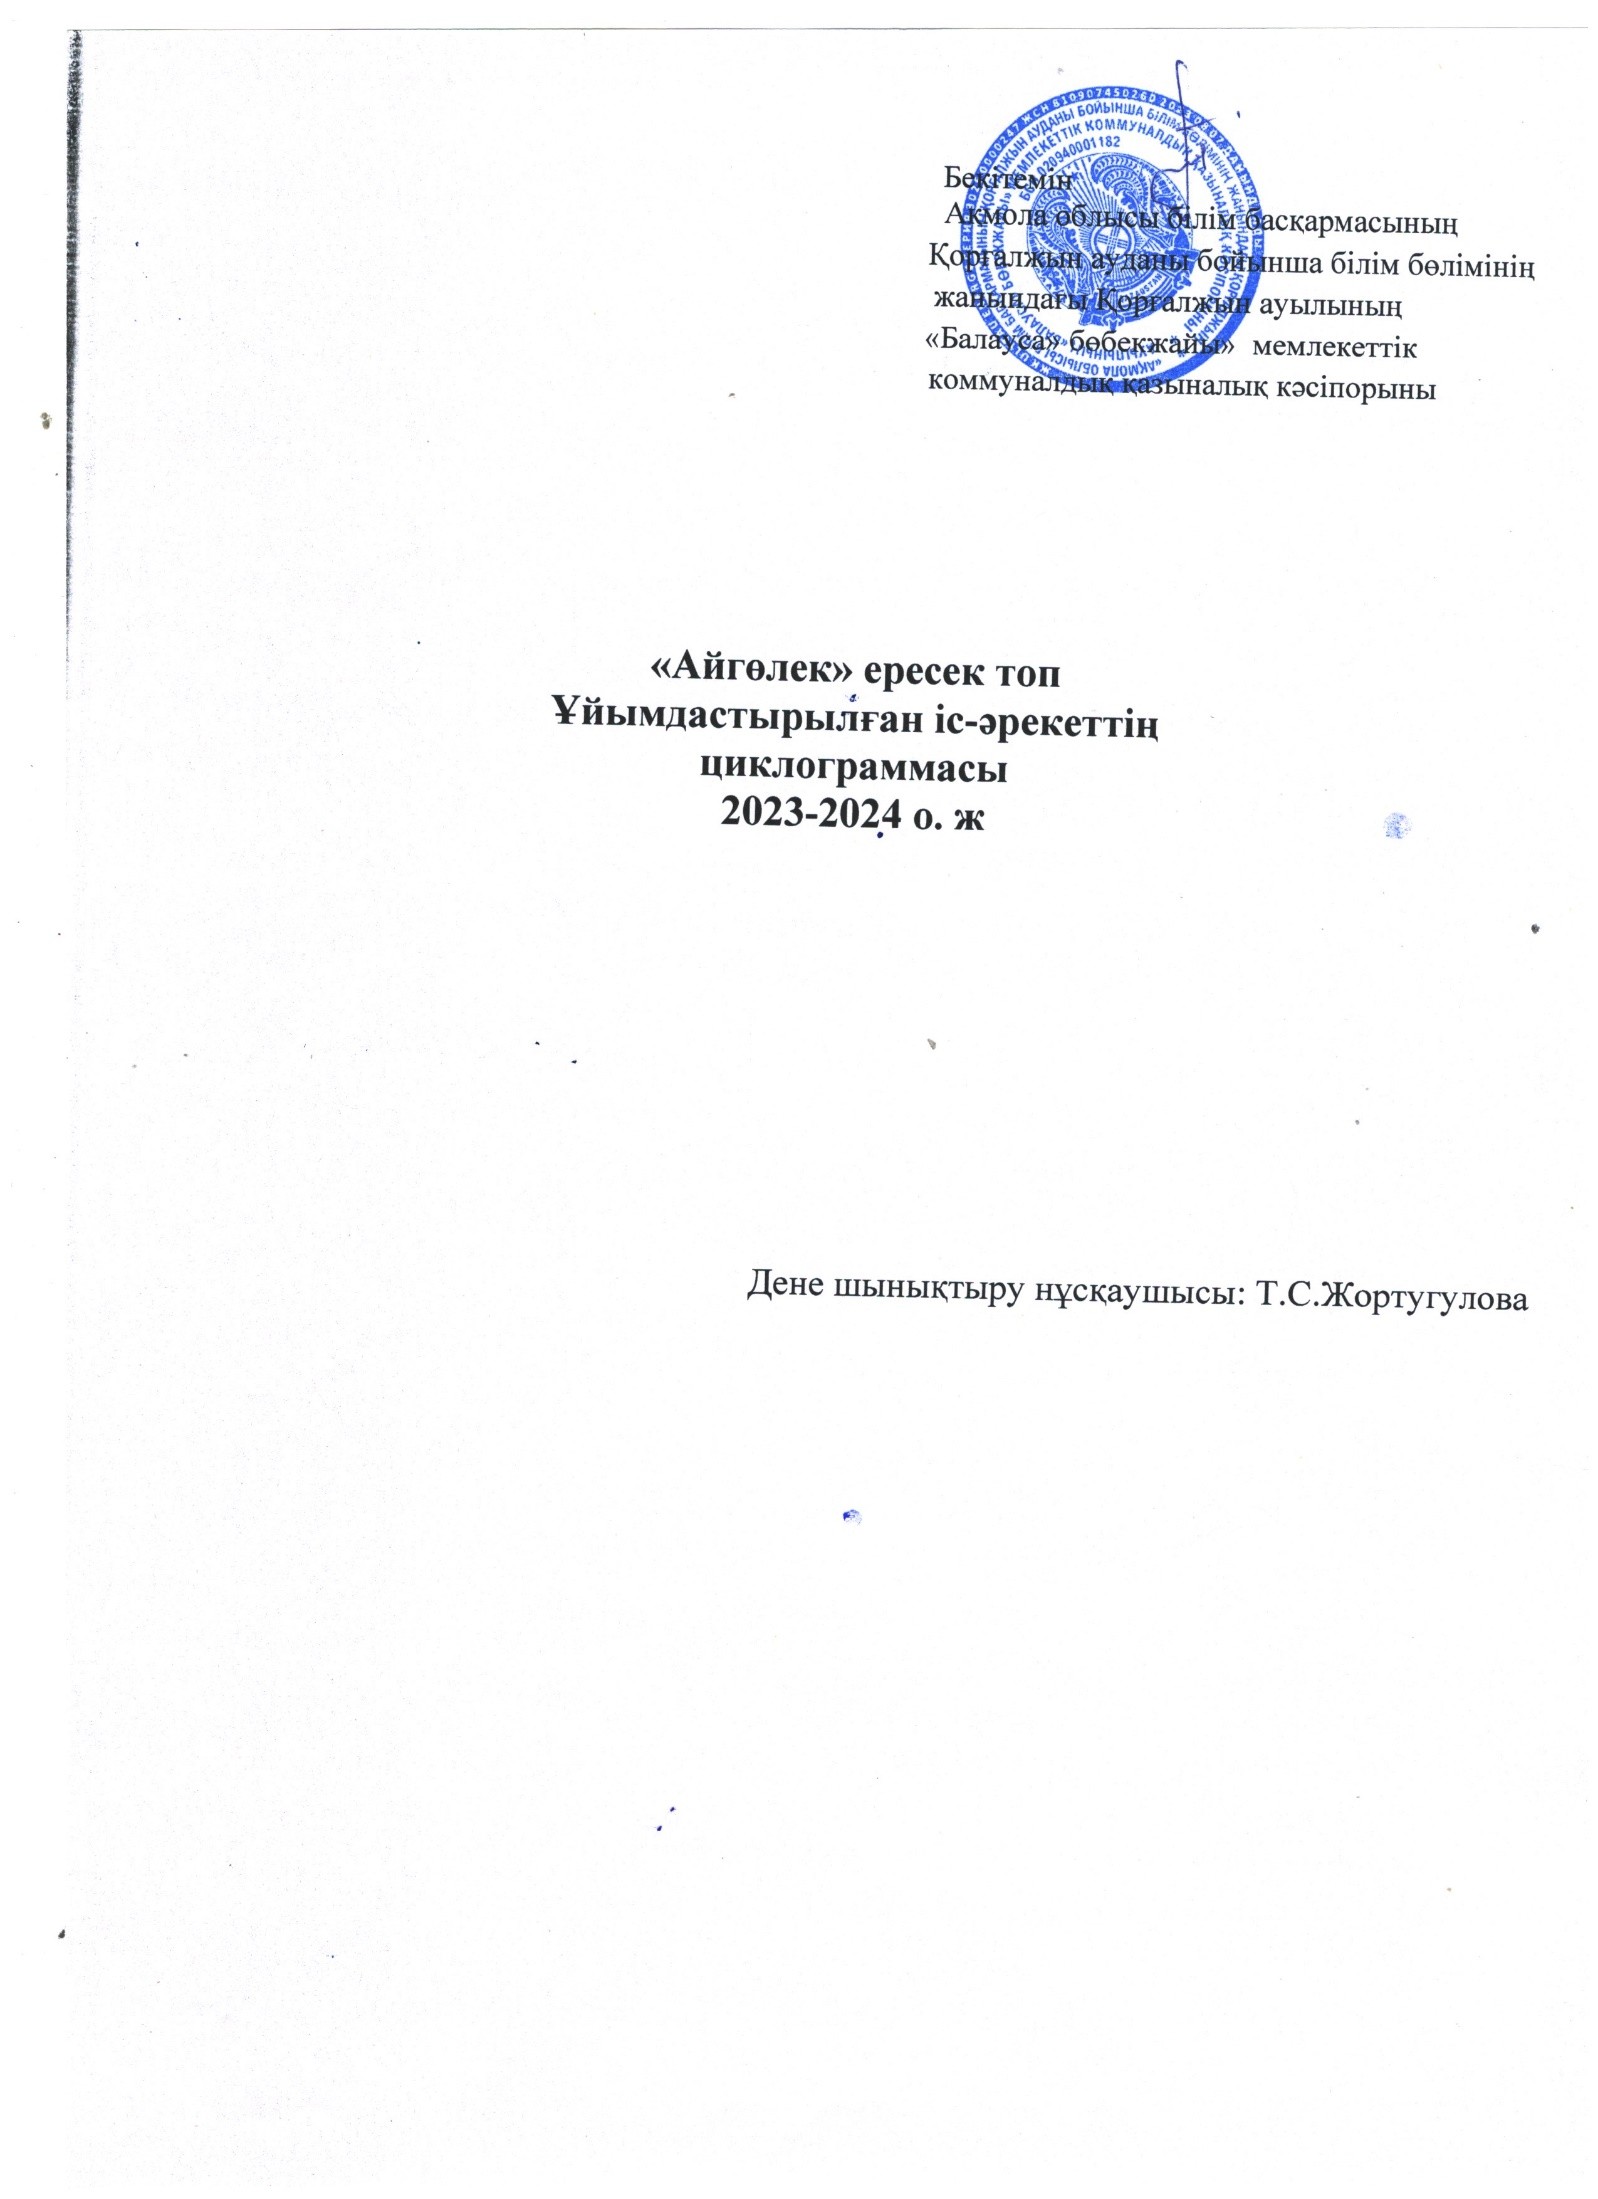 Бекітемін
Ақмола облысы білім басқармасының
Қорғалжын ауданы бойынша білім бөлімінің
жанындағы Қорғалжын ауылының
«Балауса» бөбекжайы» мемлекеттік
коммуналдық қазыналық кәсіпорыны
020940001182
«Айгөлек» ересек топ
Ұйымдастырылған іс-әрекеттің
циклограммасы
2023-2024 о. ж
Дене шынықтыру нұсқаушысы: Т.С.Жортугулова